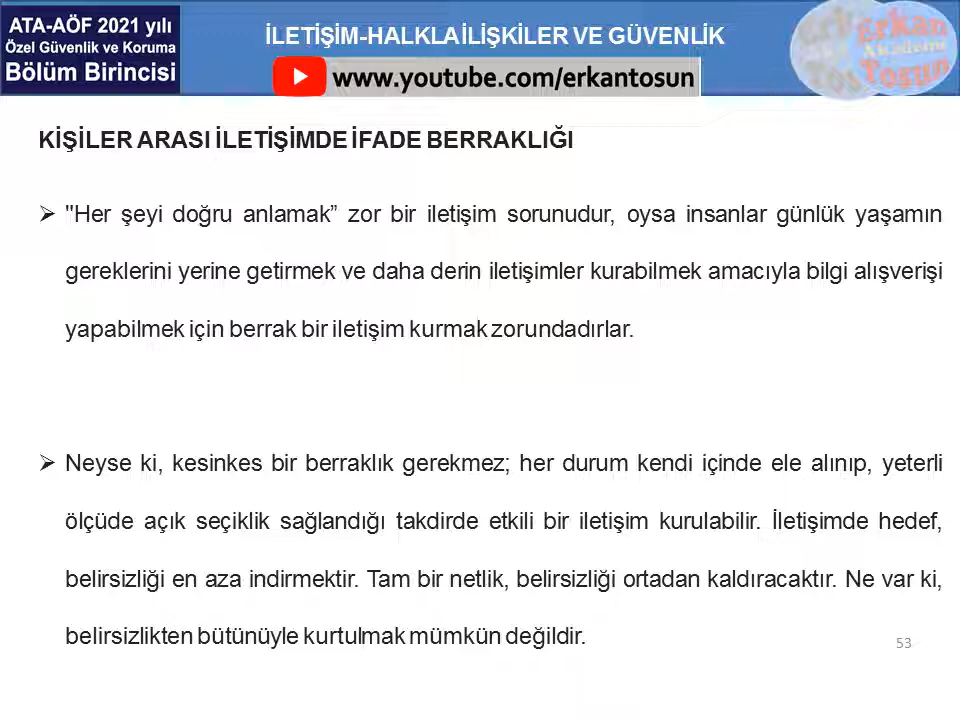 ATA-AÖF 2021 yılı
Özel Güvenlik ve Koruma
Bölüm Birincisi
İLETİŞİM-HALKLA İLİŞKİLER VE GÜVENLİK
www.youtube.com/erkantosun
Erkan
Akademi
Tosun
KİŞİLER ARASI İLETİŞİMDE İFADE BERRAKLIĞI
➢ "Her şeyi doğru anlamak” zor bir iletişim sorunudur, oysa insanlar günlük yaşamın
gereklerini yerine getirmek ve daha derin iletişimler kurabilmek amacıyla bilgi alışverişi
yapabilmek için berrak bir iletişim kurmak zorundadırlar.
➢ Neyse ki, kesinkes bir berraklık gerekmez; her durum kendi içinde ele alınıp, yeterli
ölçüde açık seçiklik sağlandığı takdirde etkili bir iletişim kurulabilir. İletişimde hedef,
belirsizliği en aza indirmektir. Tam bir netlik, belirsizliği ortadan kaldıracaktır. Ne var ki,
belirsizlikten bütünüyle kurtulmak mümkün değildir.
53